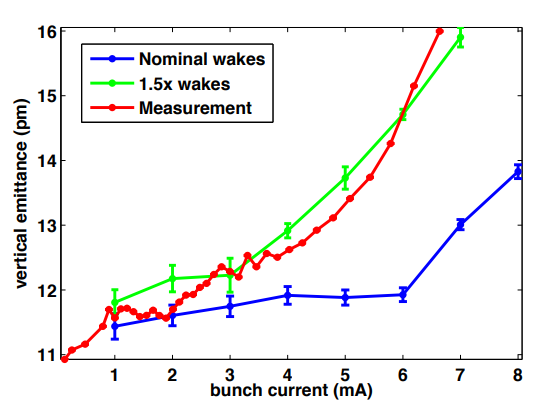 16
15
14
13
12
11
vertical emittance (pm)
Nominal wakes
1.5x wakes
Measurement
1 2 3 4 5 6 7 8
bunch current (mA)